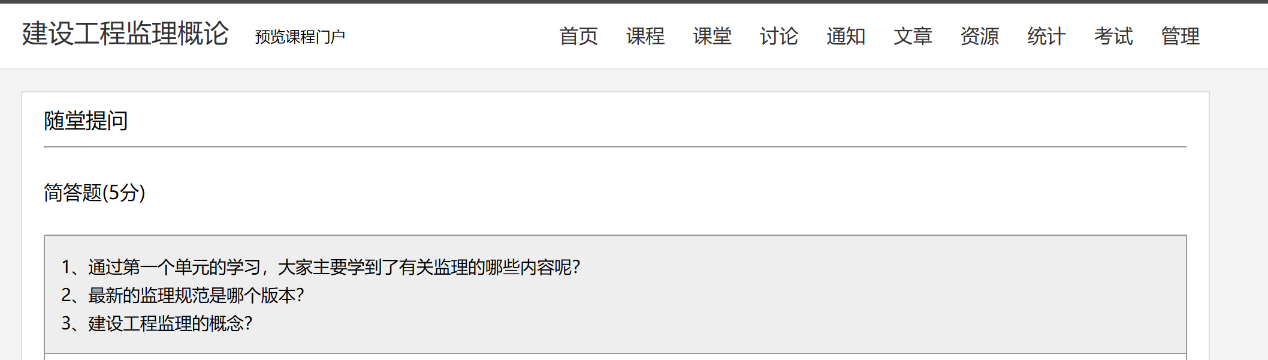 建设工程监理概论 预览课程门户 首页 课程 课堂 讨论 通知 文章 资源 统计 考试 管理
随堂提问
简答题(5分)
1、通过第一个单元的学习，大家主要学到了有关监理的哪些内容呢？
2、最新的监理规范是哪个版本？
3、建设工程监理的概念？